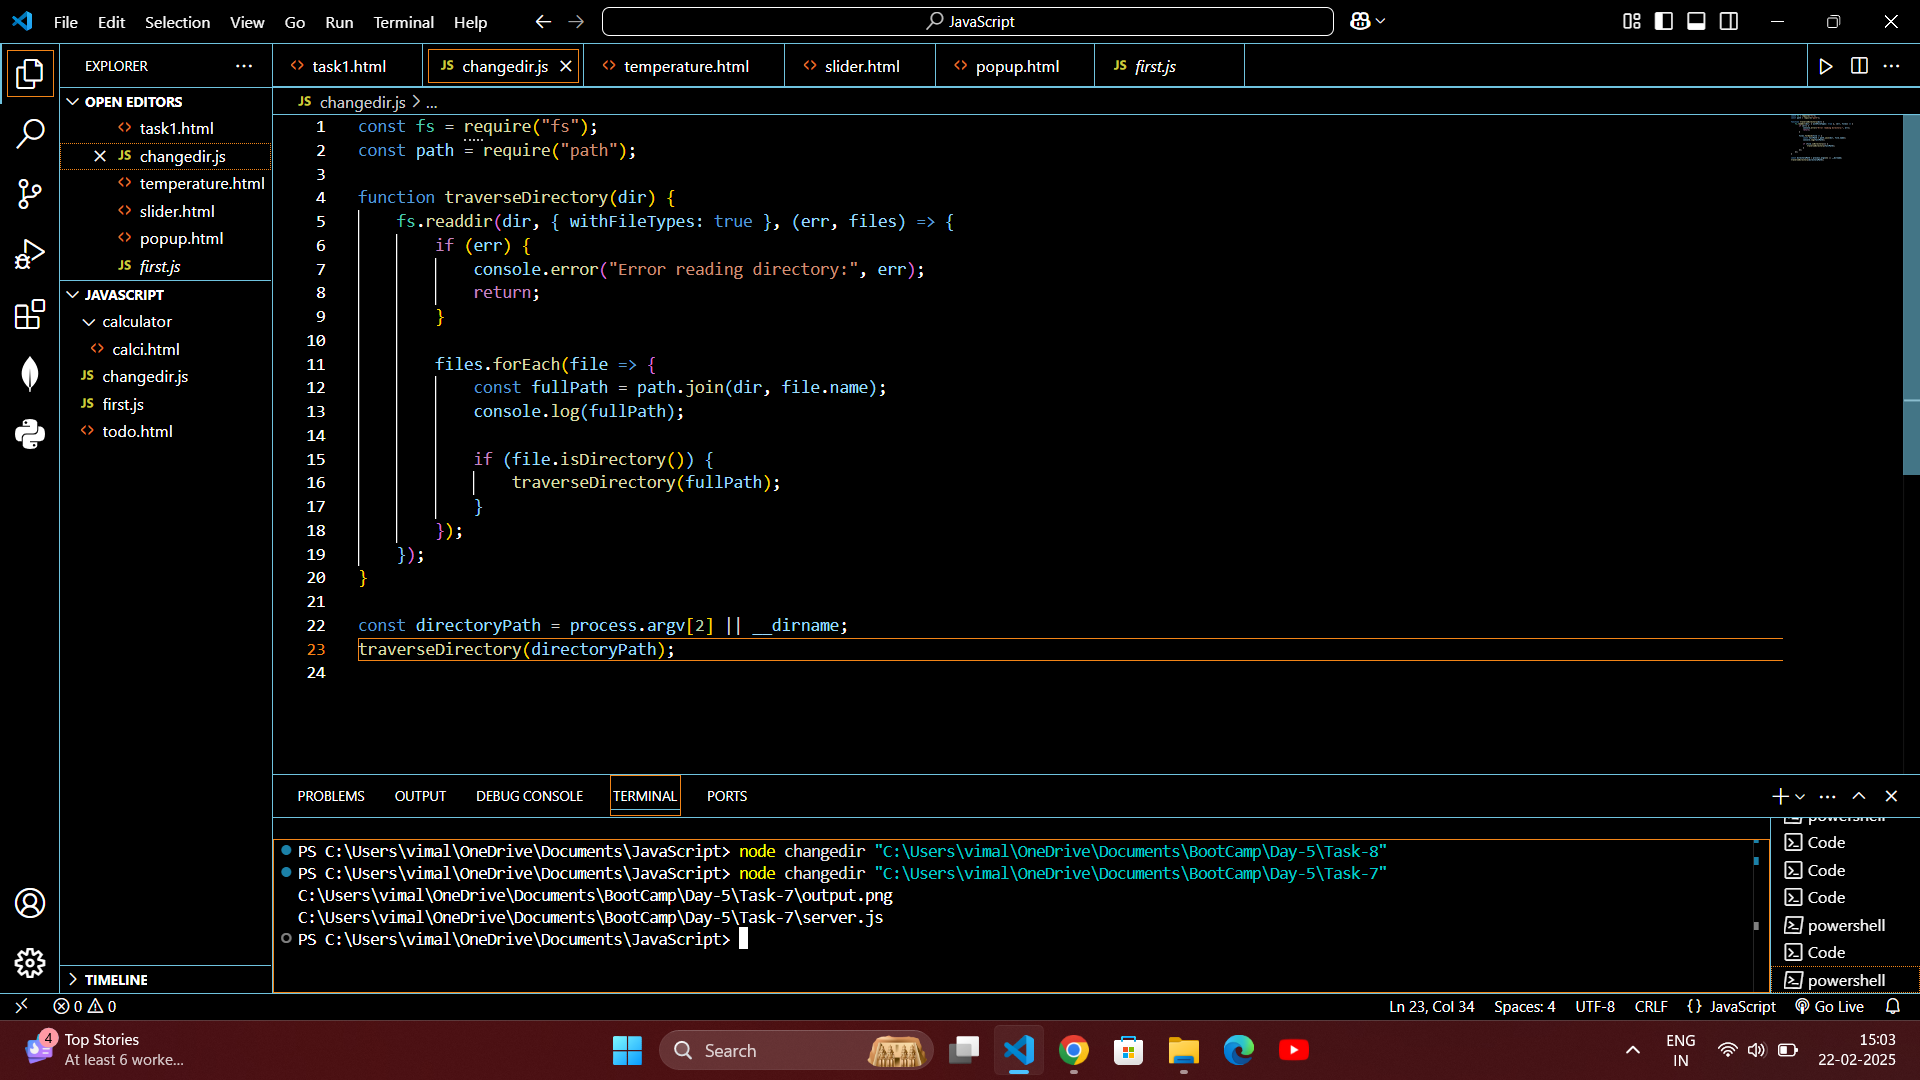 File Edit Selection View Go Run Terminal Help
JavaScript
EXPLORER
OPEN EDITORS
task1.html
JS changedir.js
temperature.html
slider.html
popup.html
JS first.js
JAVASCRIPT
calculator
calci.html
JS changedir.js
JS first.js
todo.html
TIMELINE
task1.html JS changedir.js temperature.html slider.html popup.html JS first.js
JS changedir.js > ...
1 const fs = require("fs");
2 const path = require("path");
3
4 function traverseDirectory(dir) {
5 fs.readdir(dir, { withFileTypes: true }, (err, files) => {
6 if (err) {
7 console.error("Error reading directory:", err);
8 return;
9 }
10
11 files.forEach(file => {
12 const fullPath = path.join(dir, file.name);
13 console.log(fullPath);
14
15 if (file.isDirectory()) {
16 traverseDirectory(fullPath);
17 }
18 });
19 });
20 }
21
22 const directoryPath = process.argv[2] || __dirname;
23 traverseDirectory(directoryPath);
24
PROBLEMS OUTPUT DEBUG CONSOLE TERMINAL PORTS
PS C:\Users\vimal\OneDrive\Documents\JavaScript> node changedir "C:\Users\vimal\OneDrive\Documents\BootCamp\Day-5\Task-8"
PS C:\Users\vimal\OneDrive\Documents\JavaScript> node changedir "C:\Users\vimal\OneDrive\Documents\BootCamp\Day-5\Task-7"
C:\Users\vimal\OneDrive\Documents\BootCamp\Day-5\Task-7\output.png
C:\Users\vimal\OneDrive\Documents\BootCamp\Day-5\Task-7\server.js
PS C:\Users\vimal\OneDrive\Documents\JavaScript>
powershell
Code
Code
Code
powershell
Code
powershell
0 0
Ln 23, Col 34 Spaces: 4 UTF-8 CRLF {} JavaScript Go Live
4
Top Stories
At least 6 worke...
Search
ENG
IN
15:03
22-02-2025